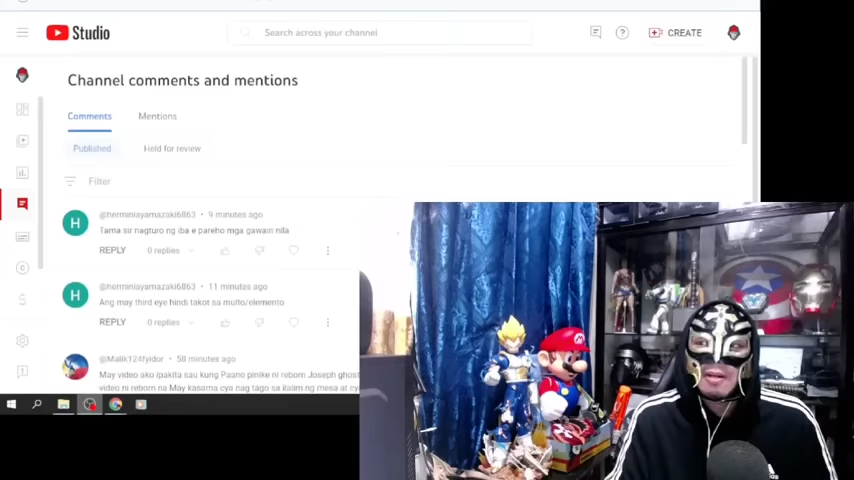 Studio
Search across your channel
CREATE
Channel comments and mentions
Comments Mentions
Published Held for review
Filter
@herminiayamazaki6863 • 9 minutes ago
Tama sir nagturo ng iba e pareho mga gawain nila
REPLY 0 replies
@herminiayamazaki6863 • 11 minutes ago
Ang may third eye hindi takot sa multo/elemento
REPLY 0 replies
58 minutes ago
May video ako ipakita sau kung Paano pinike ni reborn Joseph ghost
video ni reborn na May kasama cya nag tago sa ilalim ng mesa at